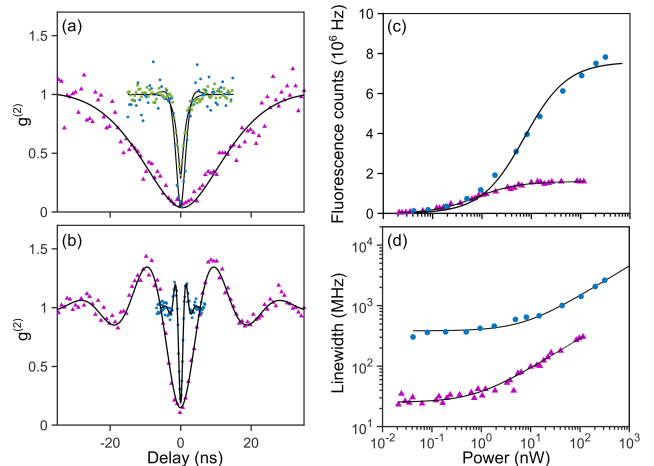 (a)
1.5
1
0.5
0
g(2)
(b)
1.5
1
0.5
0
g(2)
-20 0 20
Delay (ns)
(c)
8
6
4
2
0
Fluorescence counts (10^6 Hz)
(d)
10^4
10^3
10^2
10^1
Linewidth (MHz)
10^-2 10^-1 10^0 10^1 10^2 10^3
Power (nW)